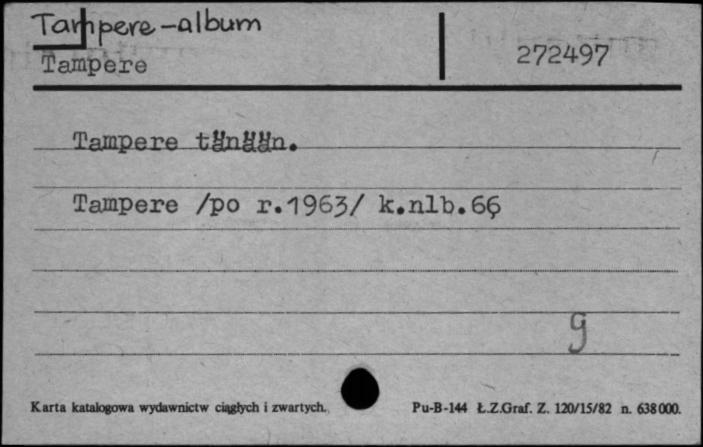 Tampere-album
Tampere
272497
Tampere tänään.
Tampere /po r.1963/ k.nlb.66
g
Karta katalogowa wydawnictw ciągłych i zwartych.
Pu-B-144 Ł.Z.Graf. Z. 120/15/82 n. 638000.